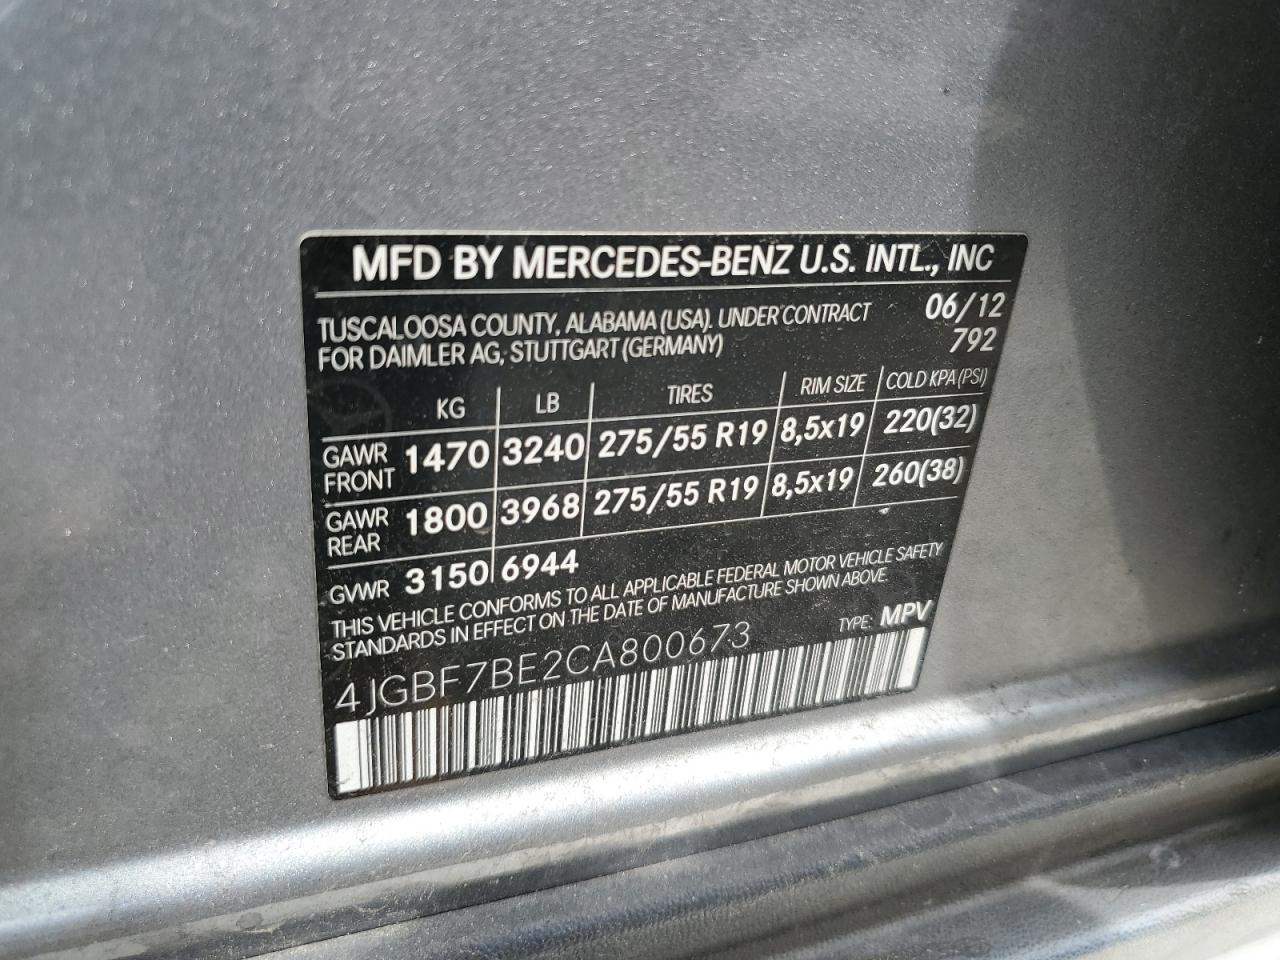 MFD BY MERCEDES-BENZ U.S. INTL., INC
TUSCALOOSA COUNTY, ALABAMA (USA). UNDER CONTRACT 06/12
FOR DAIMLER AG, STUTTGART (GERMANY) 792
KG LB TIRES RIM SIZE COLD KPA (PSI)
GAWR FRONT 1470 3240 275/55 R19 8,5x19 220(32)
GAWR REAR 1800 3968 275/55 R19 8,5x19 260(38)
GVWR 3150 6944
THIS VEHICLE CONFORMS TO ALL APPLICABLE FEDERAL MOTOR VEHICLE SAFETY
STANDARDS IN EFFECT ON THE DATE OF MANUFACTURE SHOWN ABOVE
4JGBF7BE2CA800673 TYPE: MPV